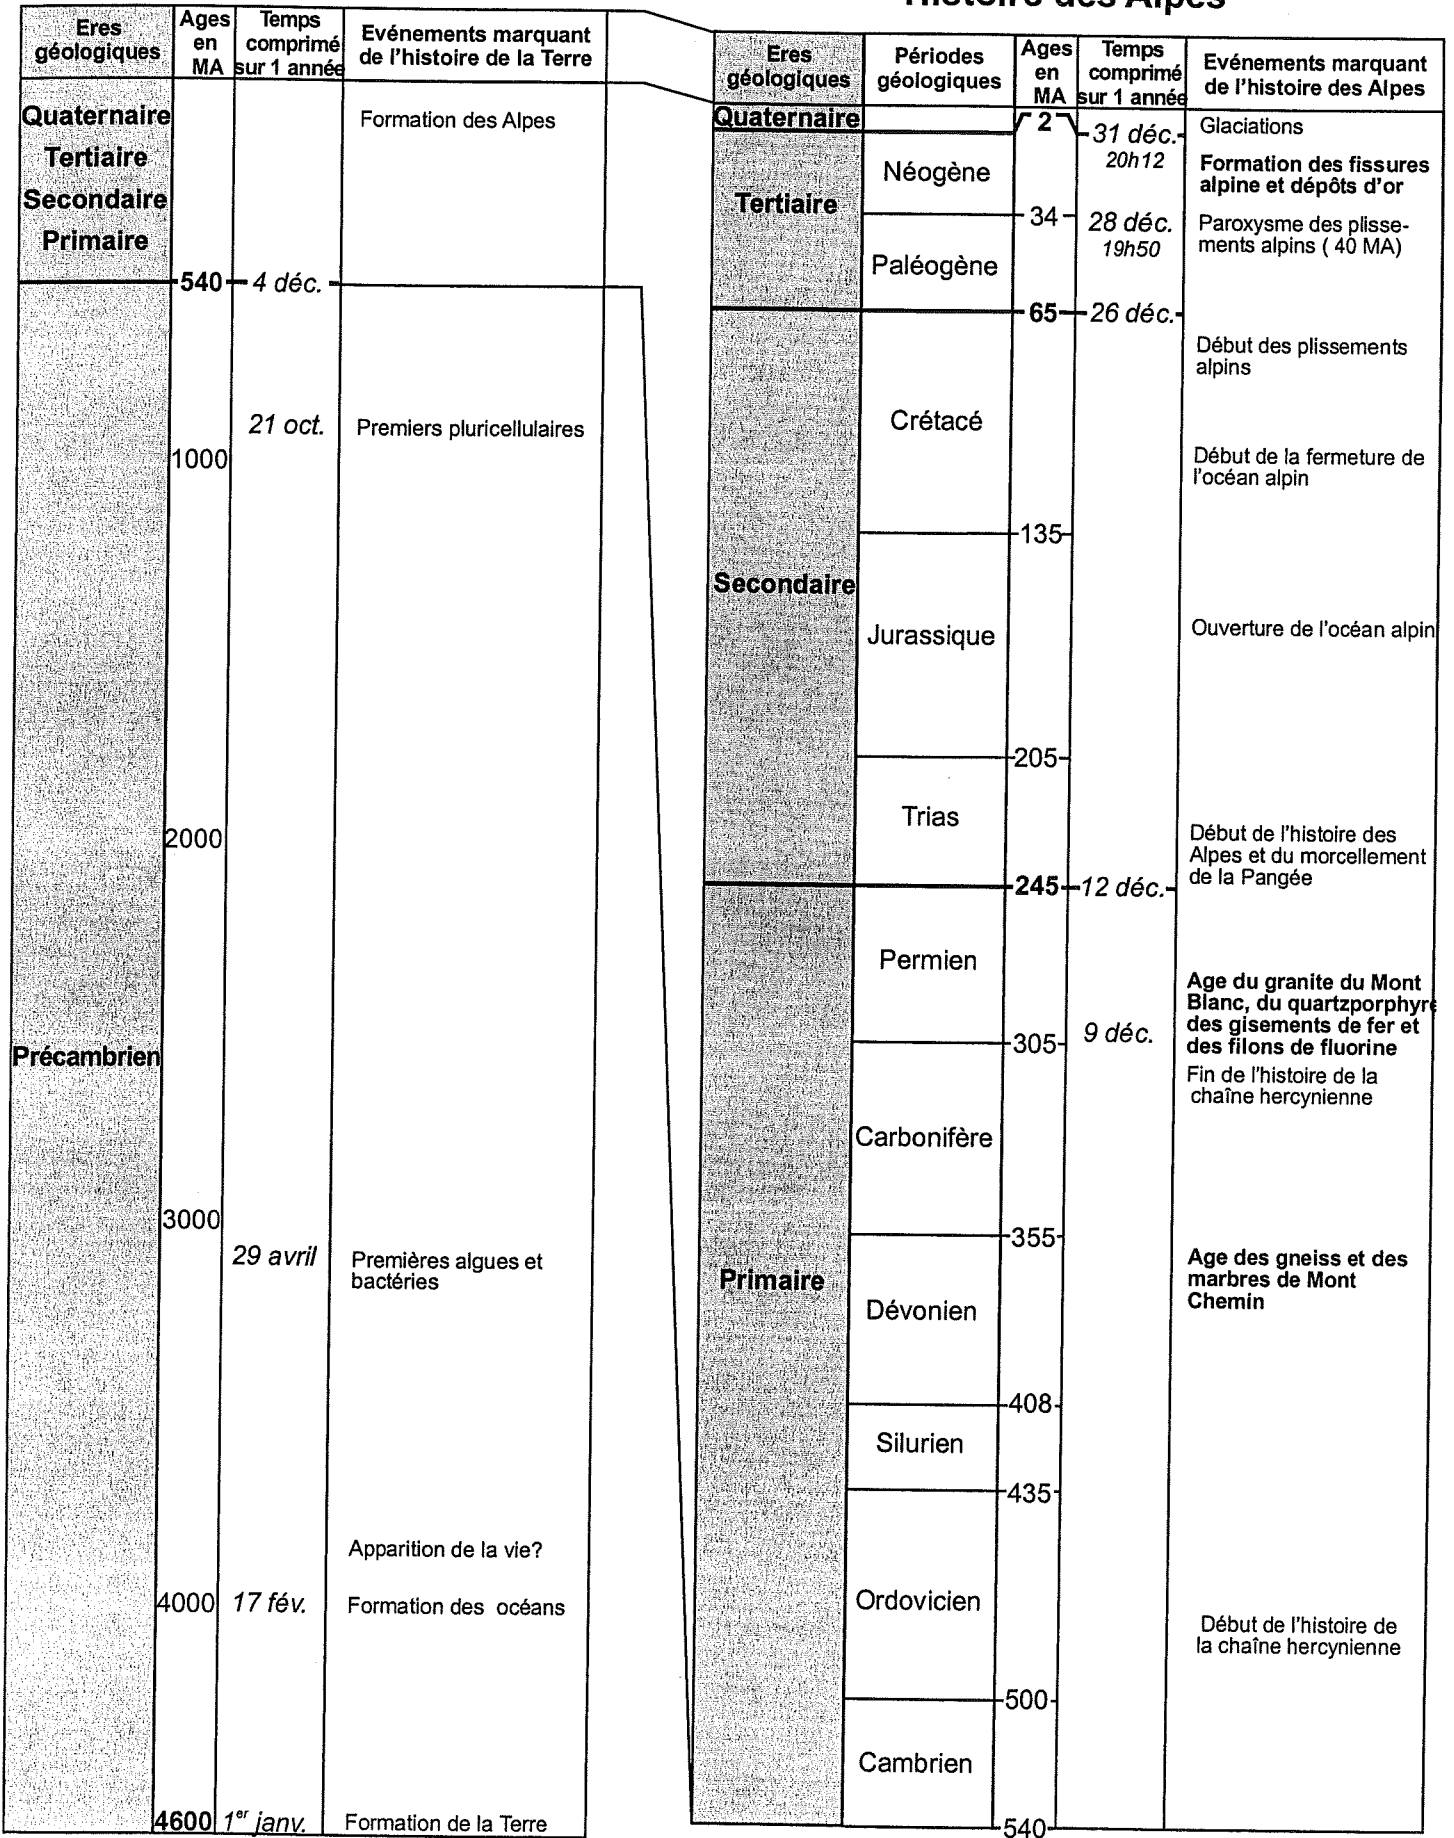 Histoire des Alpes
Eres
géologiques
Ages
en
MA
Temps
comprimé
sur 1 année
Evénements marquant
de l'histoire de la Terre
Quaternaire
Tertiaire
Secondaire
Primaire
Formation des Alpes
540
4 déc.
21 oct.
Premiers pluricellulaires
1000
2000
Précambrien
3000
29 avril
Premières algues et
bactéries
Apparition de la vie?
4000
17 fév.
Formation des océans
4600
1er janv.
Formation de la Terre
Eres
géologiques
Périodes
géologiques
Ages
en
MA
Temps
comprimé
sur 1 année
Evénements marquant
de l'histoire des Alpes
Quaternaire
2
31 déc.
20h12
Glaciations
Néogène
Formation des fissures
alpine et dépôts d'or
Tertiaire
34
28 déc.
19h50
Paroxysme des plisse-
ments alpins ( 40 MA)
Paléogène
65
26 déc.
Début des plissements
alpins
Crétacé
Début de la fermeture de
l'océan alpin
135
Secondaire
Jurassique
Ouverture de l'océan alpin
205
Trias
Début de l'histoire des
Alpes et du morcellement
de la Pangée
245
12 déc.
Permien
Age du granite du Mont
Blanc, du quartzporphyre
des gisements de fer et
des filons de fluorine
305
9 déc.
Fin de l'histoire de la
chaîne hercynienne
Carbonifère
355
Primaire
Age des gneiss et des
marbres de Mont
Chemin
Dévonien
408
Silurien
435
Ordovicien
Début de l'histoire de
la chaîne hercynienne
500
Cambrien
540